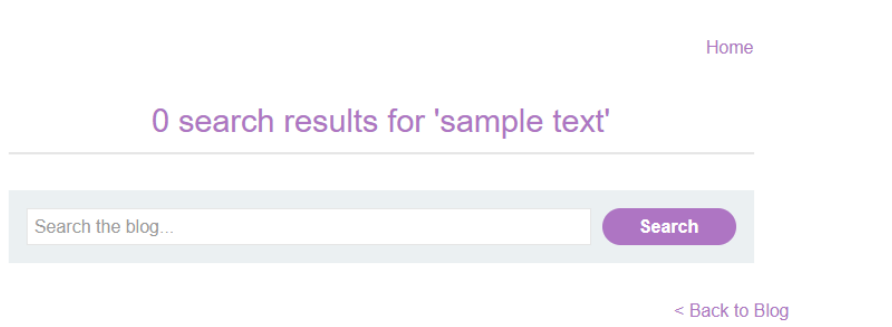 Home
0 search results for 'sample text'
Search the blog... Search
< Back to Blog